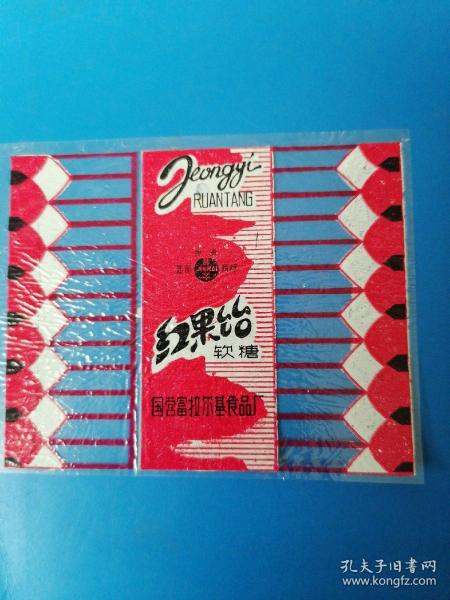 Jeongyi
RUANTANG
红果饴
软糖
国营富拉尔基食品厂
孔夫子旧书网
www.kongfz.com